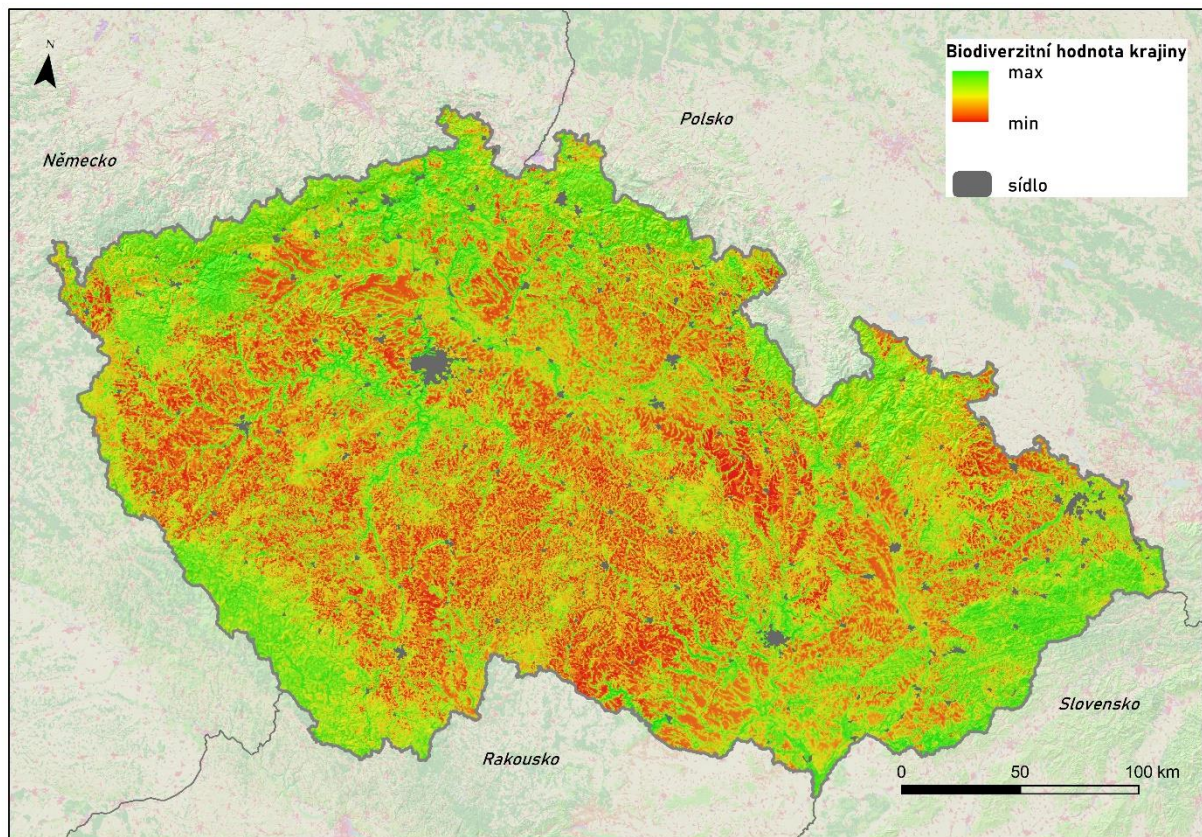 N
Biodiverzitní hodnota krajiny
max
min
sídlo
Polsko
Německo
Slovensko
Rakousko
0 50 100 km